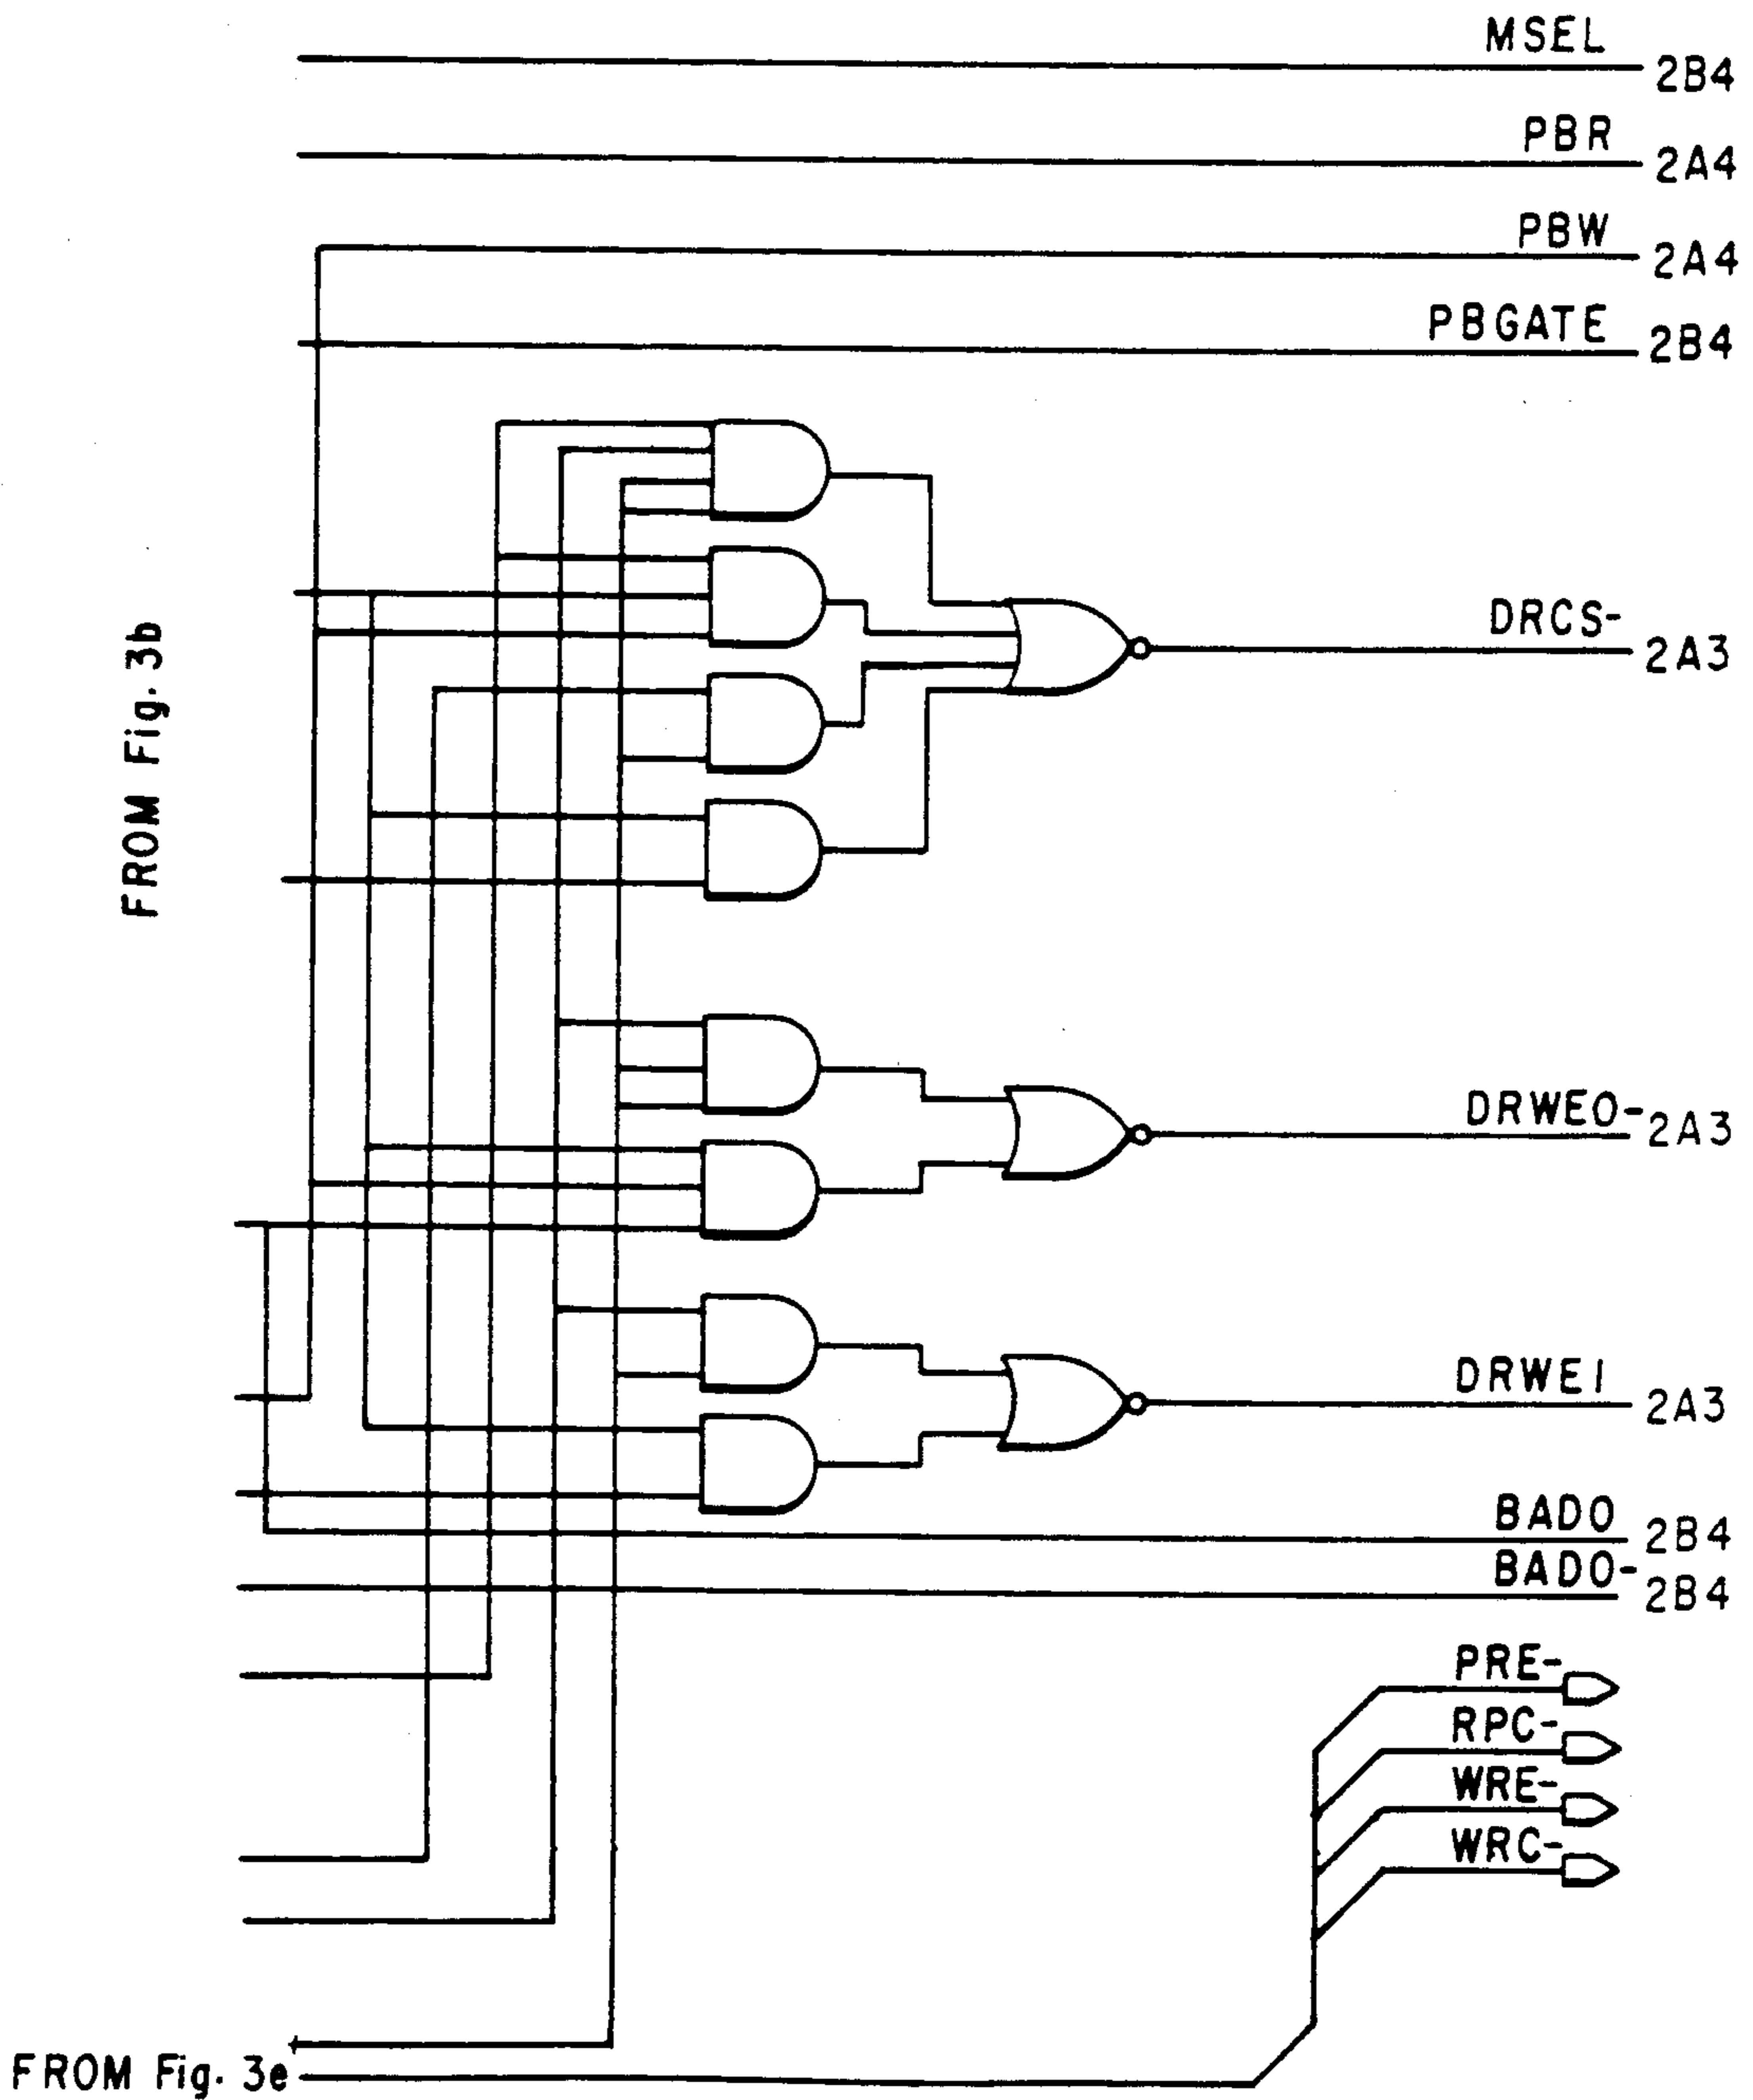 MSEL
2B4
PBR
2A4
PBW
2A4
PBGATE
2B4
FROM Fig. 3b
DRCS-
2A3
DRWE0-
2A3
DRWE1
2A3
BAD0
2B4
BAD0-
2B4
PRE-
RPC-
WRE-
WRC-
FROM Fig. 3e